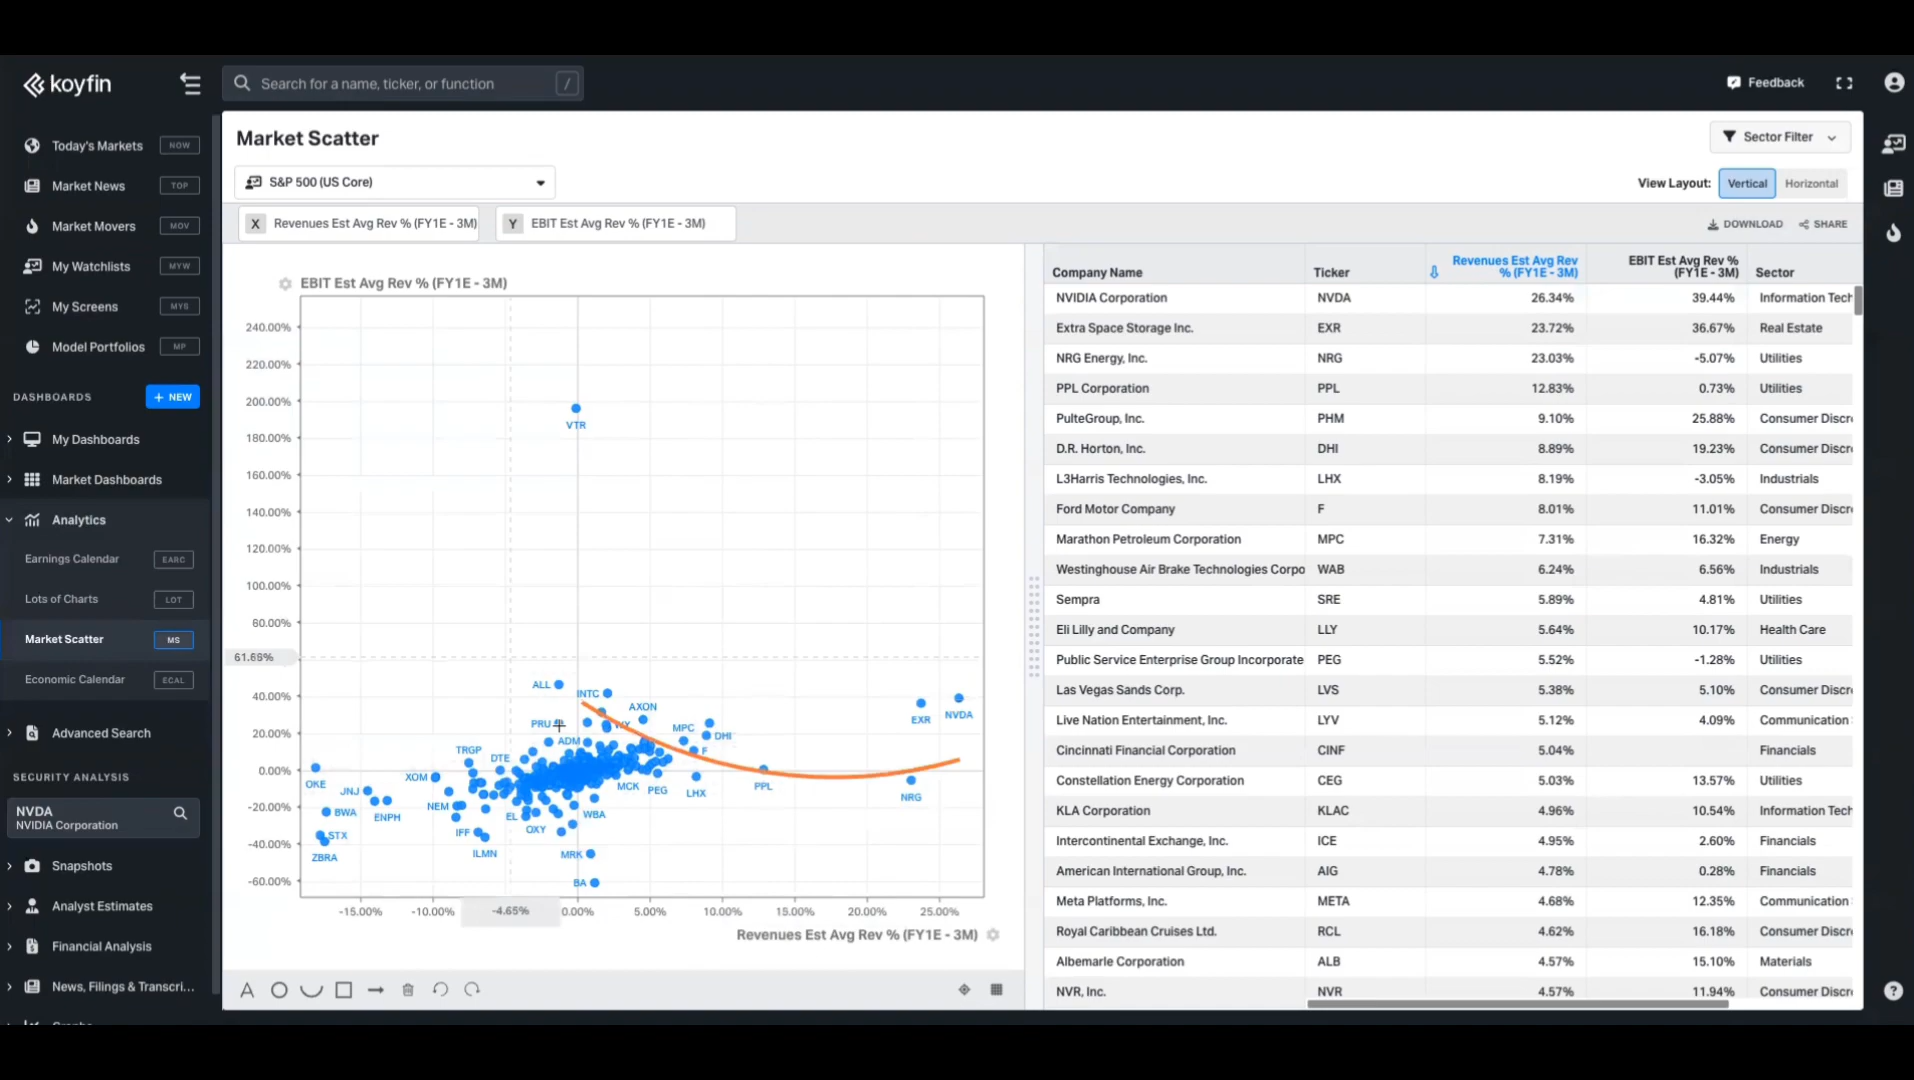 koyfin
Search for a name, ticker, or function
/
Feedback
Today's Markets
NOW
Market News
TOP
Market Movers
MOV
My Watchlists
MYW
My Screens
MYS
Model Portfolios
MP
DASHBOARDS
+ NEW
My Dashboards
Market Dashboards
Analytics
Earnings Calendar
EARC
Lots of Charts
LOT
Market Scatter
MS
Economic Calendar
ECAL
Advanced Search
SECURITY ANALYSIS
NVDA
NVIDIA Corporation
Snapshots
Analyst Estimates
Financial Analysis
News, Filings & Transcri...
Market Scatter
Sector Filter
S&P 500 (US Core)
View Layout:
Vertical
Horizontal
X
Revenues Est Avg Rev % (FY1E - 3M)
Y
EBIT Est Avg Rev % (FY1E - 3M)
DOWNLOAD
SHARE
EBIT Est Avg Rev % (FY1E - 3M)
240.00%
220.00%
200.00%
180.00%
160.00%
140.00%
120.00%
100.00%
80.00%
61.66%
40.00%
20.00%
0.00%
-20.00%
-40.00%
-60.00%
VTR
ALL
INTC
AXON
EXR
NVDA
PRU
MPC
DHI
ADM
F
TRGP
DTE
OKE
XOM
JNJ
MCK
PEG
LHX
PPL
NRG
NEM
BWA
ENPH
EL
WBA
STX
IFF
OXY
ZBRA
ILMN
MRK
BA
-15.00%
-10.00%
-4.65%
0.00%
5.00%
10.00%
15.00%
20.00%
25.00%
Revenues Est Avg Rev % (FY1E - 3M)
Company Name Ticker Revenues Est Avg Rev % (FY1E - 3M) EBIT Est Avg Rev % (FY1E - 3M) Sector
NVIDIA Corporation NVDA 26.34% 39.44% Information Tech
Extra Space Storage Inc. EXR 23.72% 36.67% Real Estate
NRG Energy, Inc. NRG 23.03% -5.07% Utilities
PPL Corporation PPL 12.83% 0.73% Utilities
PulteGroup, Inc. PHM 9.10% 25.88% Consumer Discr
D.R. Horton, Inc. DHI 8.89% 19.23% Consumer Discr
L3Harris Technologies, Inc. LHX 8.19% -3.05% Industrials
Ford Motor Company F 8.01% 11.01% Consumer Discr
Marathon Petroleum Corporation MPC 7.31% 16.32% Energy
Westinghouse Air Brake Technologies Corpo WAB 6.24% 6.56% Industrials
Sempra SRE 5.89% 4.81% Utilities
Eli Lilly and Company LLY 5.64% 10.17% Health Care
Public Service Enterprise Group Incorporate PEG 5.52% -1.28% Utilities
Las Vegas Sands Corp. LVS 5.38% 5.10% Consumer Discr
Live Nation Entertainment, Inc. LYV 5.12% 4.09% Communication
Cincinnati Financial Corporation CINF 5.04% Financials
Constellation Energy Corporation CEG 5.03% 13.57% Utilities
KLA Corporation KLAC 4.96% 10.54% Information Tech
Intercontinental Exchange, Inc. ICE 4.95% 2.60% Financials
American International Group, Inc. AIG 4.78% 0.28% Financials
Meta Platforms, Inc. META 4.68% 12.35% Communication
Royal Caribbean Cruises Ltd. RCL 4.62% 16.18% Consumer Discr
Albemarle Corporation ALB 4.57% 15.10% Materials
NVR, Inc. NVR 4.57% 11.94% Consumer Discr